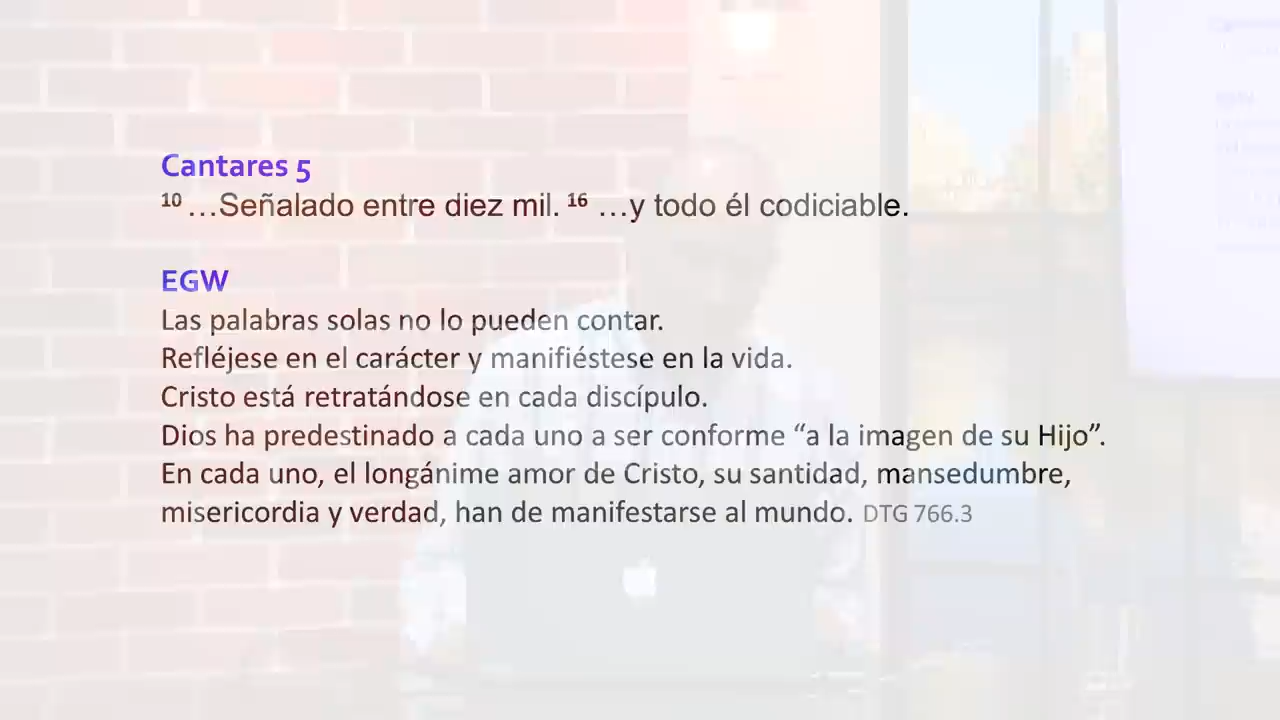 Cantares 5
10 …Señalado entre diez mil. 16 …y todo él codiciable.
EGW
Las palabras solas no lo pueden contar.
Refléjese en el carácter y manifiéstese en la vida.
Cristo está retratándose en cada discípulo.
Dios ha predestinado a cada uno a ser conforme “a la imagen de su Hijo”.
En cada uno, el longánime amor de Cristo, su santidad, mansedumbre,
misericordia y verdad, han de manifestarse al mundo. DTG 766.3